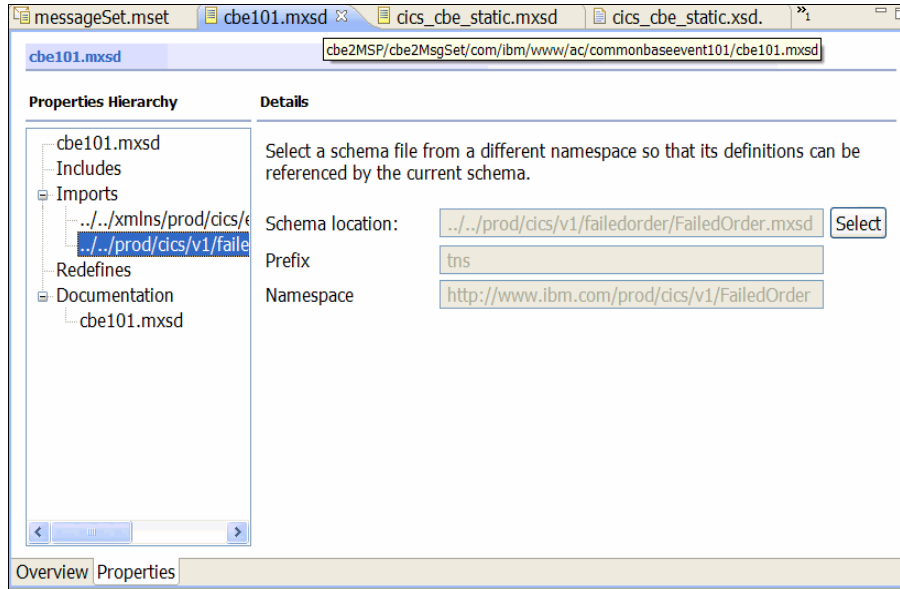 messageSet.mset cbe101.mxsd cics_cbe_static.mxsd cics_cbe_static.xsd. »1
cbe2MSP/cbe2MsgSet/com/ibm/www/ac/commonbaseevent101/cbe101.mxsd
cbe101.mxsd
Properties Hierarchy Details
cbe101.mxsd
Includes
Imports
../../xmlns/prod/cics/e
../../prod/cics/v1/faile
Redefines
Documentation
cbe101.mxsd
Select a schema file from a different namespace so that its definitions can be
referenced by the current schema.
Schema location: ../../prod/cics/v1/failedorder/FailedOrder.mxsd Select
Prefix tns
Namespace http://www.ibm.com/prod/cics/v1/FailedOrder
Overview Properties